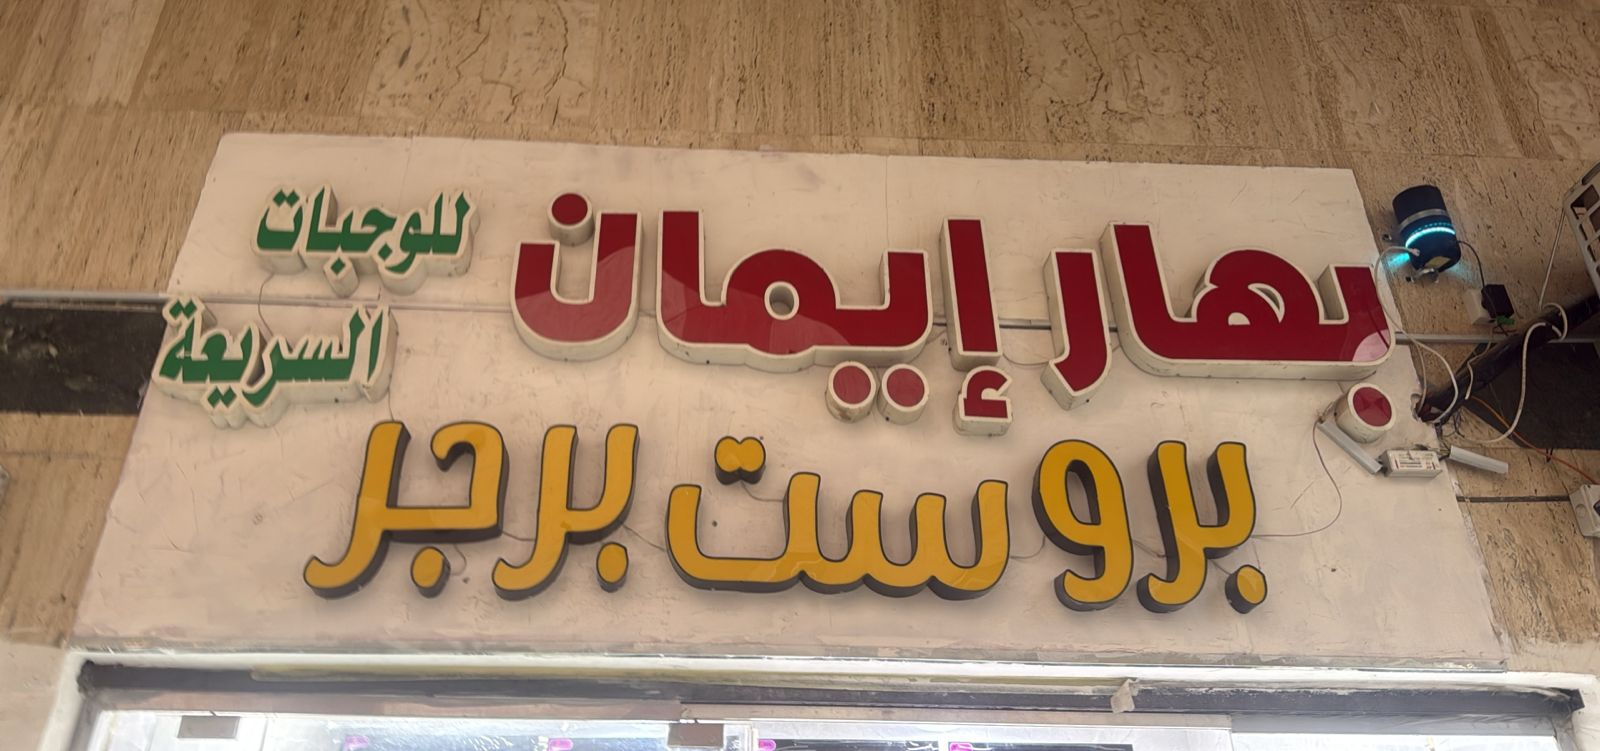 بهار إيمان
للوجبات
السريعة
بروست برجر